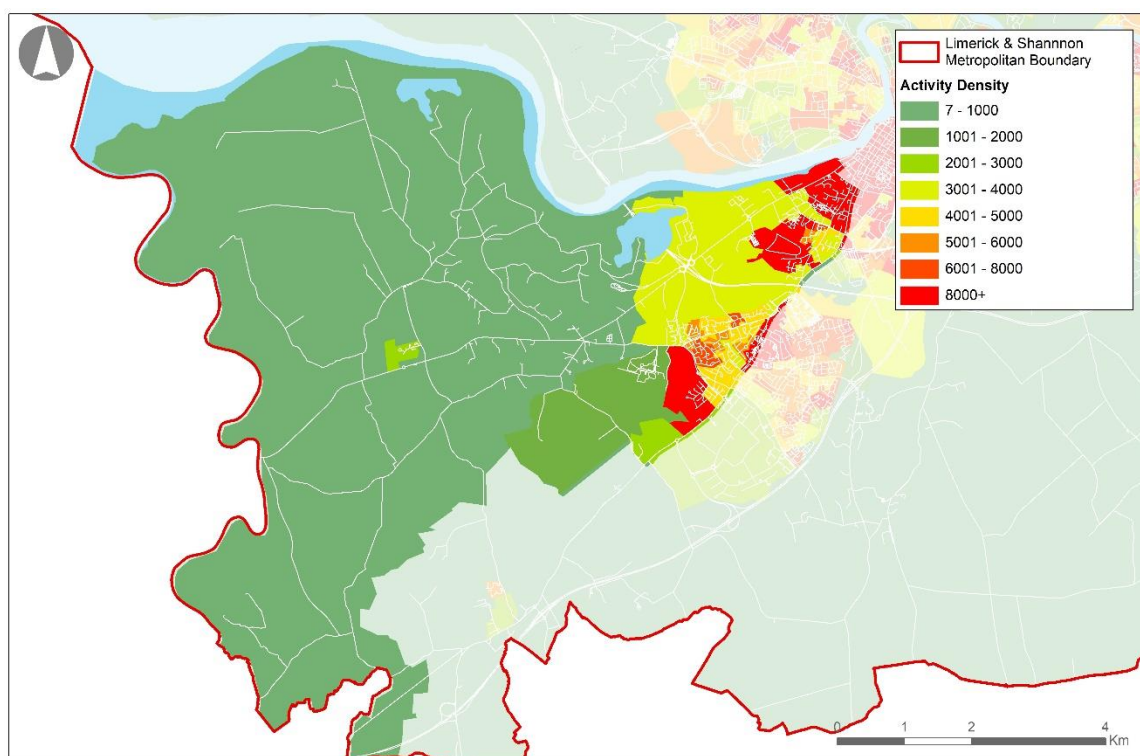 Limerick & Shannnon
Metropolitan Boundary
Activity Density
7 - 1000
1001 - 2000
2001 - 3000
3001 - 4000
4001 - 5000
5001 - 6000
6001 - 8000
8000+
0 1 2 4
Km